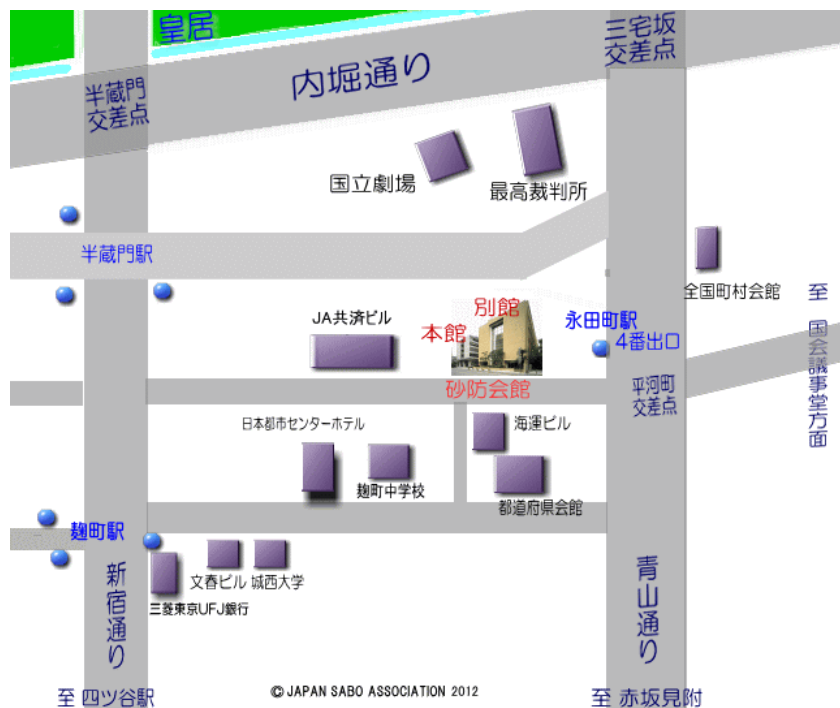 皇居
三宅坂
交差点
内堀通り
半蔵門
交差点
国立劇場
最高裁判所
半蔵門駅
全国町村会館
至 国会議事堂方面
別館
JA共済ビル
永田町駅
本館
4番出口
砂防会館
平河町
交差点
日本都市センターホテル
海運ビル
麹町中学校
都道府県会館
麹町駅
新宿通り
文春ビル
城西大学
青山通り
三菱東京UFJ銀行
至 四ツ谷駅
© JAPAN SABO ASSOCIATION 2012
至 赤坂見附